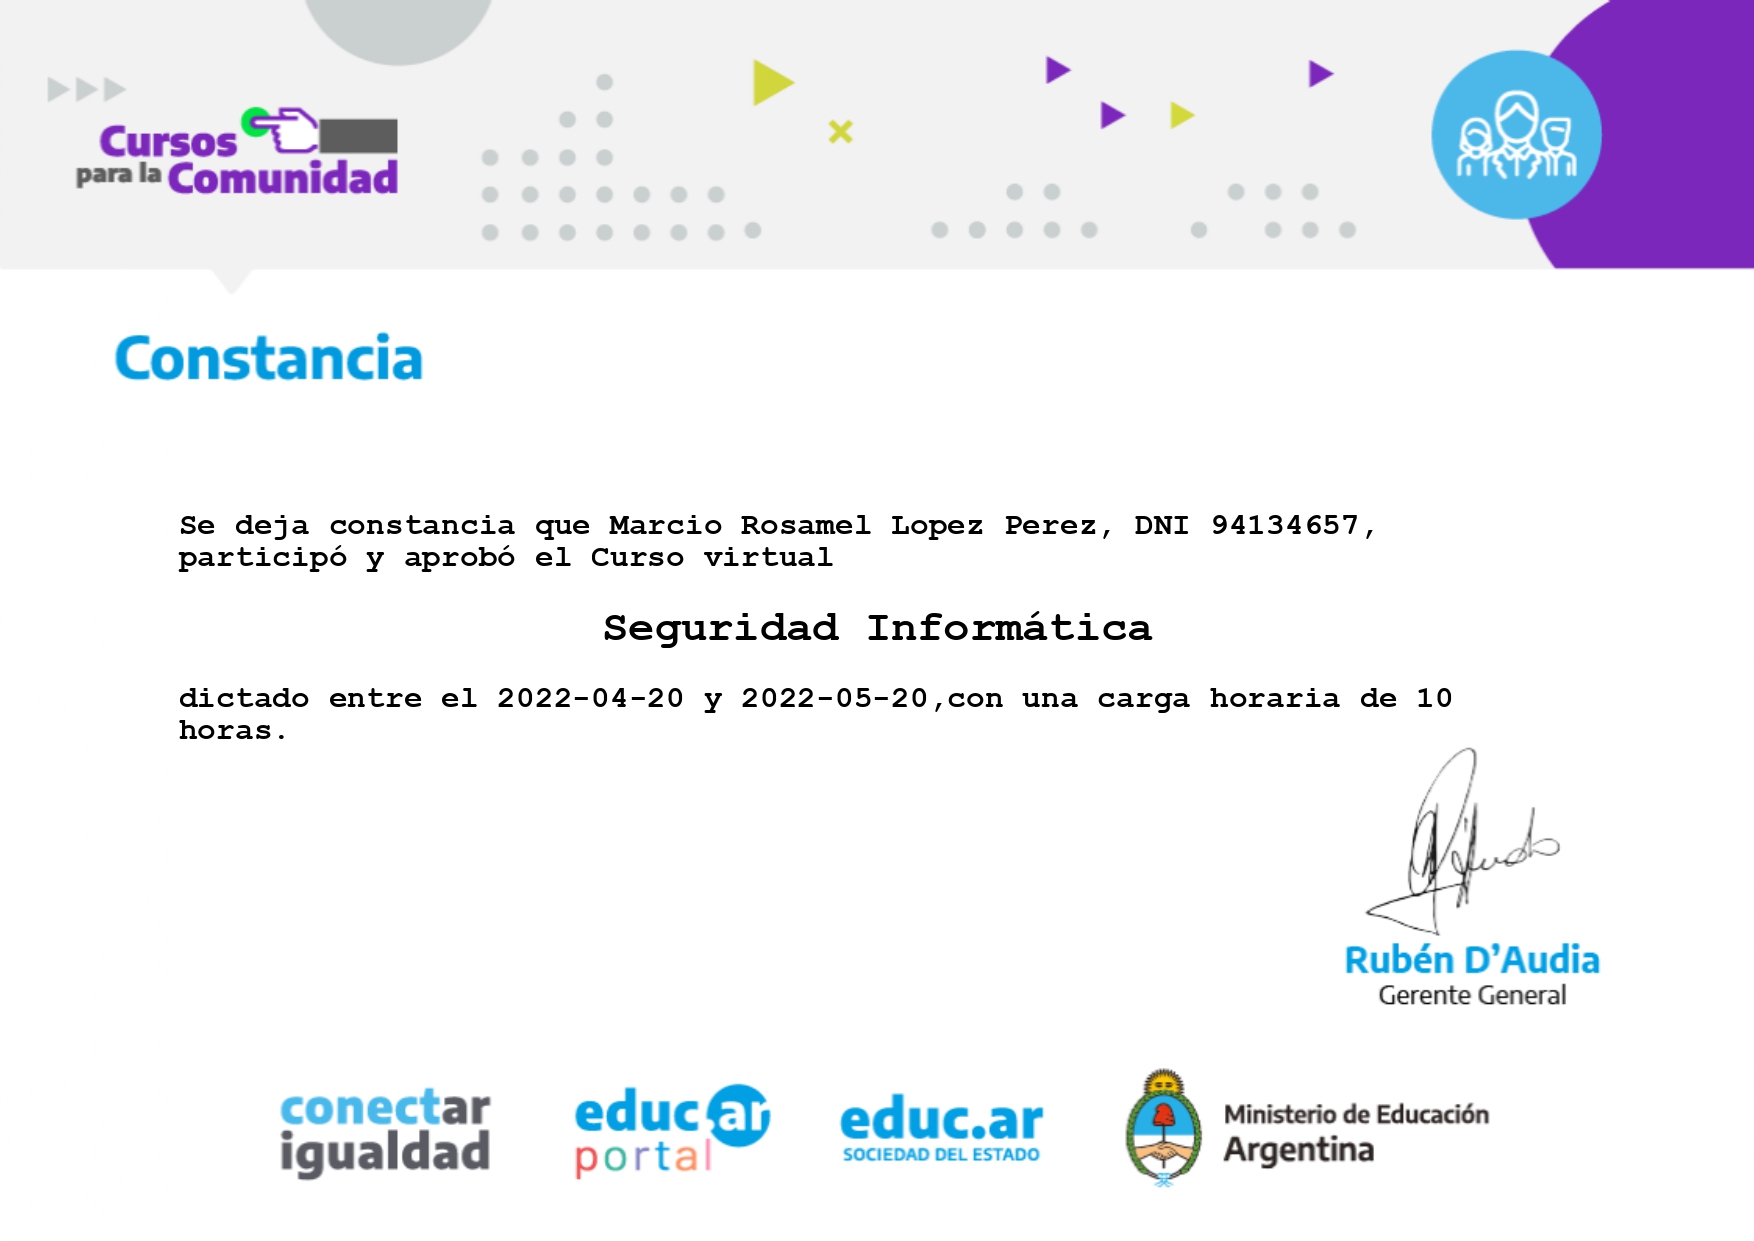 Cursos
para la Comunidad
Constancia
Se deja constancia que Marcio Rosamel Lopez Perez, DNI 94134657,
participó y aprobó el Curso virtual
Seguridad Informática
dictado entre el 2022-04-20 y 2022-05-20,con una carga horaria de 10
horas.
Rubén D'Audia
Gerente General
conectar
igualdad
educ ar
portal
educ.ar
SOCIEDAD DEL ESTADO
Ministerio de Educación
Argentina